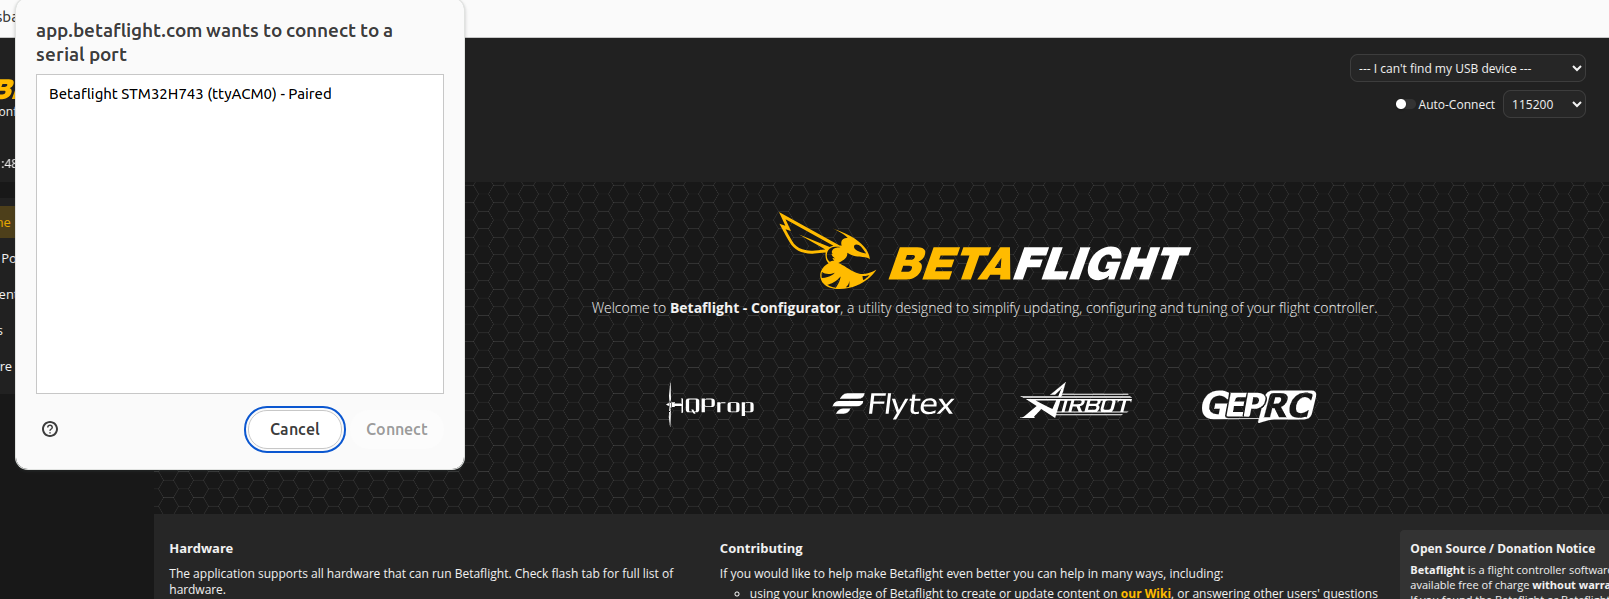 app.betaflight.com wants to connect to a
serial port
Betaflight STM32H743 (ttyACM0) - Paired
Cancel
Connect
--- I can't find my USB device ---
Auto-Connect
115200
:48
BETAFLIGHT
Welcome to Betaflight - Configurator, a utility designed to simplify updating, configuring and tuning of your flight controller.
HQProp
Flytex
AIRBOT
GEPRC
Hardware
The application supports all hardware that can run Betaflight. Check flash tab for full list of
hardware.
Contributing
If you would like to help make Betaflight even better you can help in many ways, including:
using your knowledge of Betaflight to create or update content on our Wiki, or answering other users' questions
Open Source / Donation Notice
Betaflight is a flight controller software
available free of charge without warra